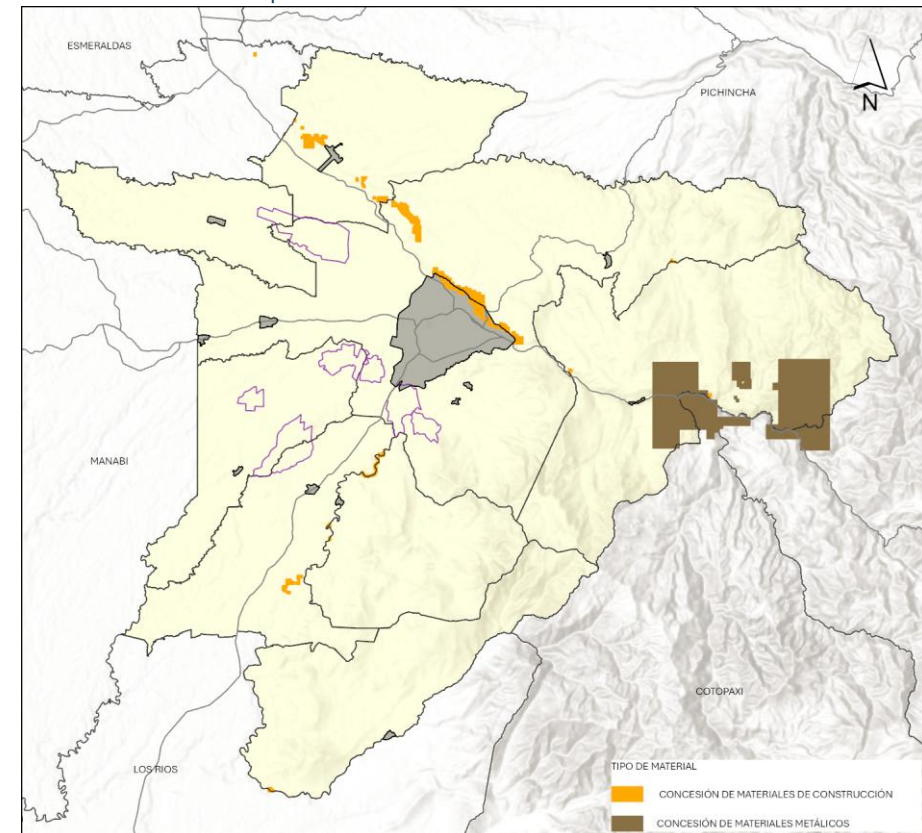 ESMERALDAS
PICHINCHA
N
MANABI
COTOPAXI
LOS RIOS
TIPO DE MATERIAL
CONCESIÓN DE MATERIALES DE CONSTRUCCIÓN
CONCESIÓN DE MATERIALES METÁLICOS